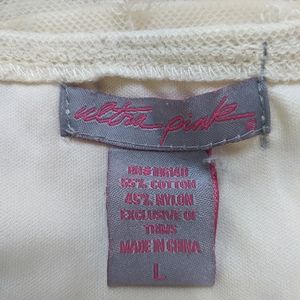 ultra pink
55% COTTON
45% NYLON
EXCLUSIVE OF
TRIMS
MADE IN CHINA
L